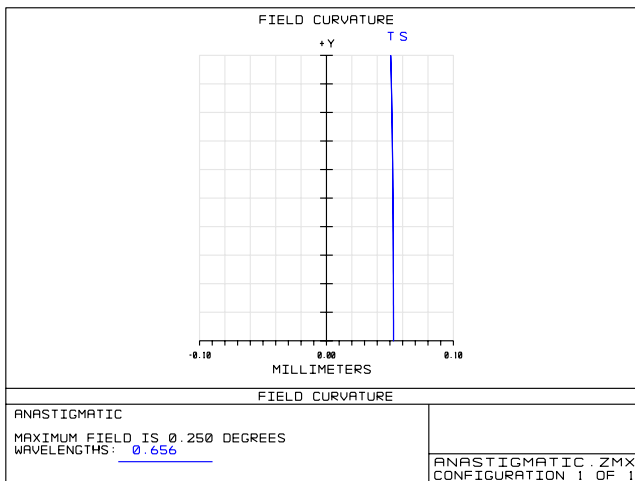 FIELD CURVATURE
T S
+Y
-0.10 0.00 0.10
MILLIMETERS
FIELD CURVATURE
ANASTIGMATIC
MAXIMUM FIELD IS 0.250 DEGREES
WAVELENGTHS: 0.656
ANASTIGMATIC.ZMX
CONFIGURATION 1 OF 1